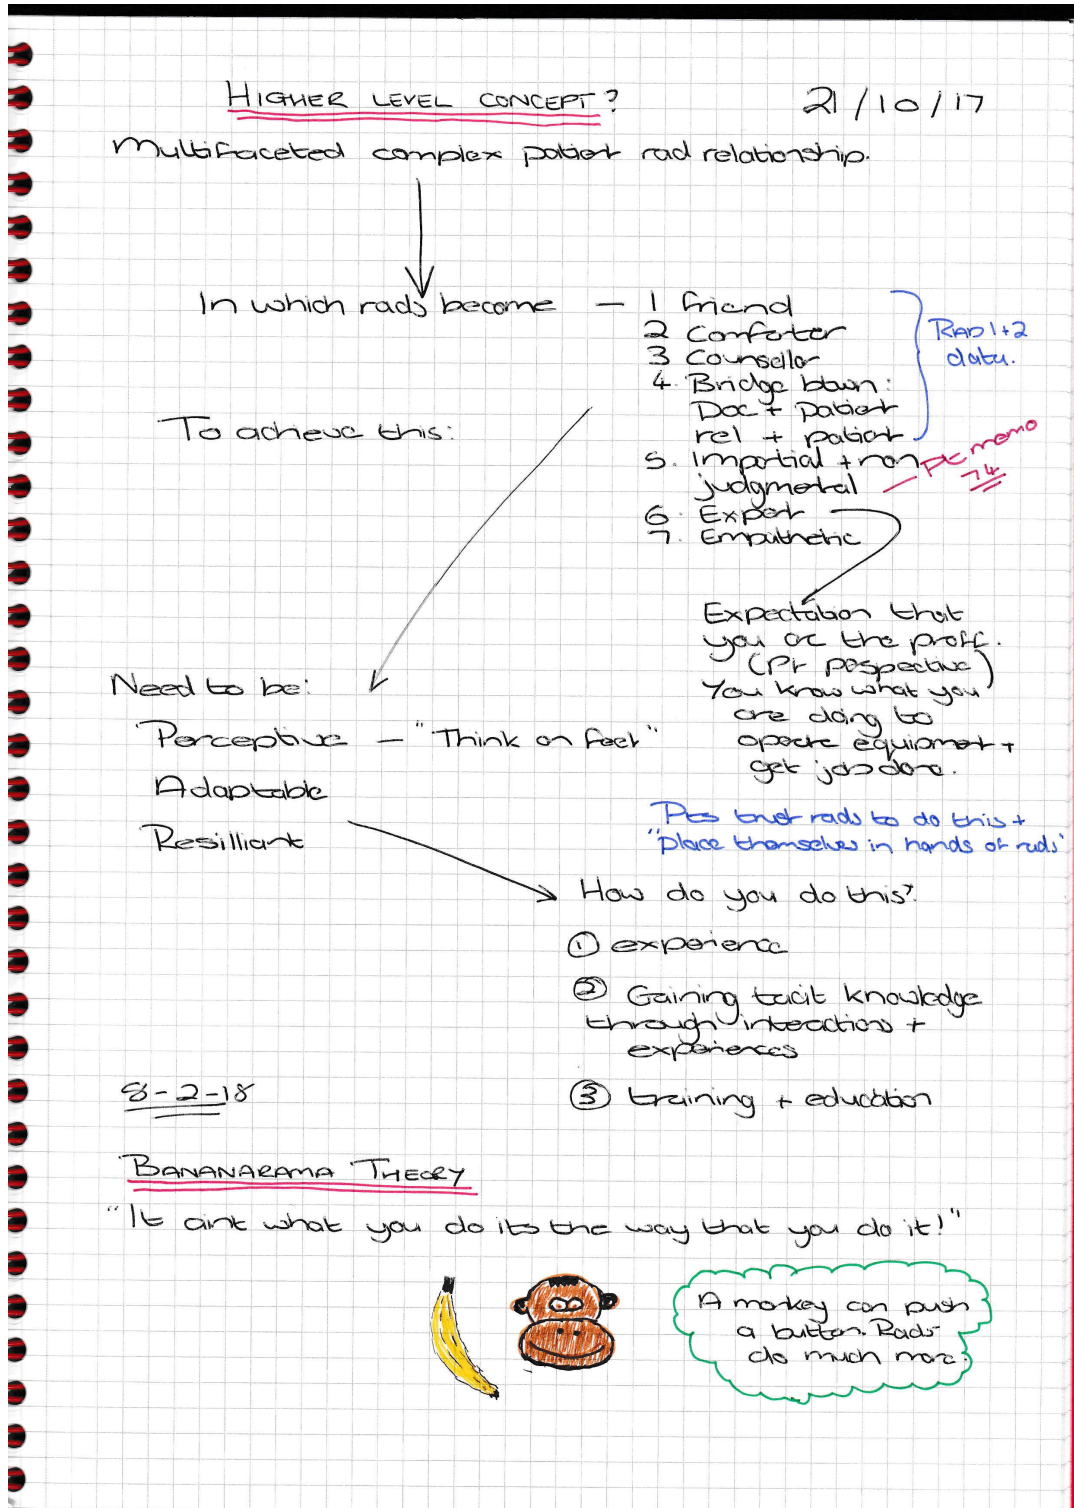 HIGHER LEVEL CONCEPT?
21/10/17
Multifaceted complex patient rad relationship.
In which rads become – 1 friend
2 Comforter
3 Counsellor
4. Bridge btwn:
Doc + patient
rel + patient
RAD 1+2
data.
To achieve this:
5. Impartial + non
judgmental
Pt memo
74
6. Expert
7. Empathetic
Expectation that
you are the proff.
(Pt perspective)
You know what you
are doing to
operate equipment +
get job done.
Pts trust rads to do this +
"place themselves in hands of rads"
Need to be:
Perceptive – "Think on feet"
Adaptable
Resilliant
How do you do this?
① experience
② Gaining tacit knowledge
through interactions +
experiences
③ training + education
8-2-18
BANANARAMA THEORY
"It aint what you do its the way that you do it!"
A monkey can push
a button. Rads
do much more.